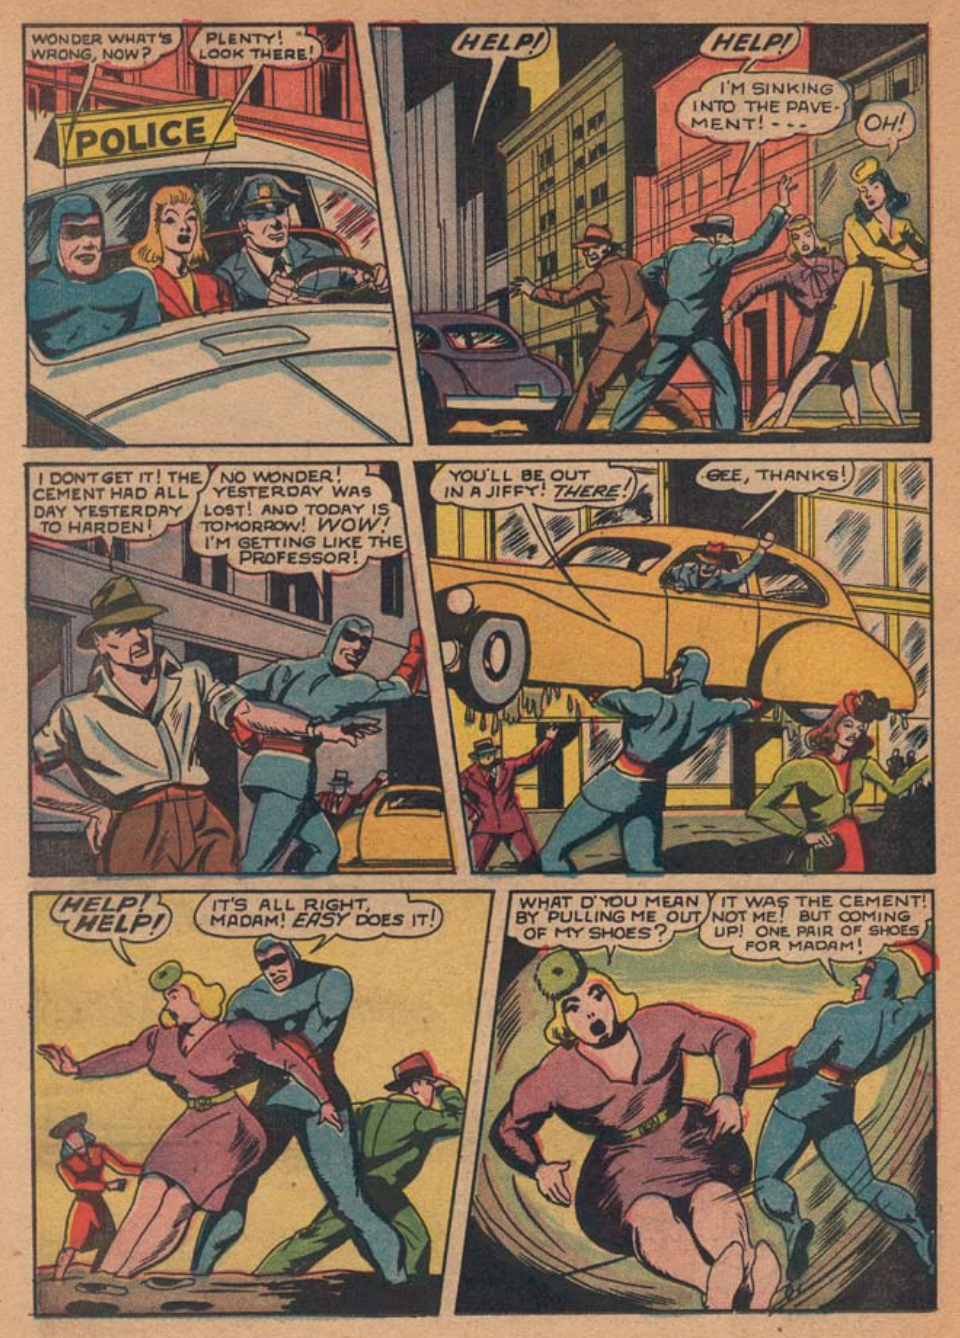 WONDER WHAT'S
WRONG, NOW?
PLENTY!
LOOK THERE!
POLICE
HELP!
HELP!
I'M SINKING
INTO THE PAVE-
MENT! - - -
OH!
I DON'T GET IT! THE
CEMENT HAD ALL
DAY YESTERDAY
TO HARDEN!
NO WONDER!
YESTERDAY WAS
LOST! AND TODAY IS
TOMORROW! WOW!
I'M GETTING LIKE THE
PROFESSOR!
YOU'LL BE OUT
IN A JIFFY! THERE!
GEE, THANKS!
HELP!
HELP!
IT'S ALL RIGHT,
MADAM! EASY DOES IT!
WHAT D'YOU MEAN
BY PULLING ME OUT
OF MY SHOES?
IT WAS THE CEMENT!
NOT ME! BUT COMING
UP! ONE PAIR OF SHOES
FOR MADAM!